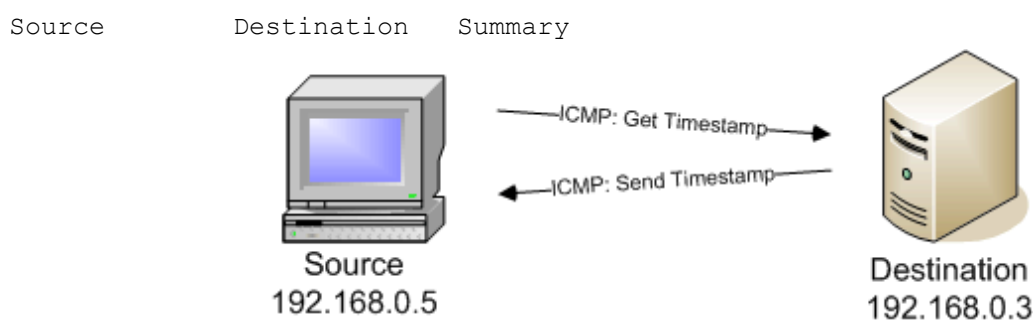 Source Destination Summary
ICMP: Get Timestamp
ICMP: Send Timestamp
Source
192.168.0.5
Destination
192.168.0.3